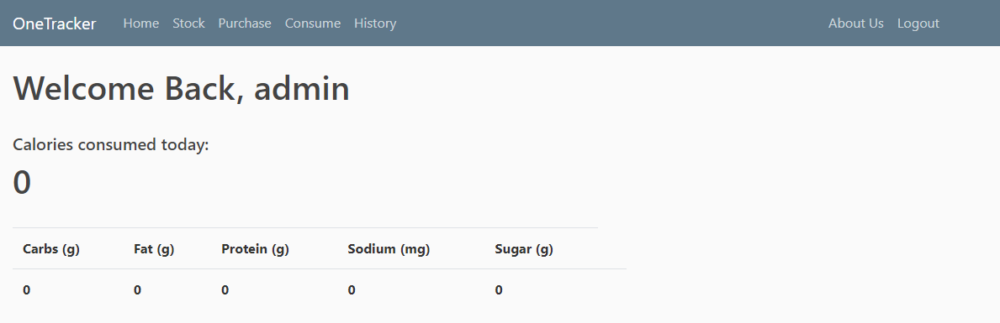 OneTracker Home Stock Purchase Consume History About Us Logout
Welcome Back, admin
Calories consumed today:
0
Carbs (g) Fat (g) Protein (g) Sodium (mg) Sugar (g)
0 0 0 0 0